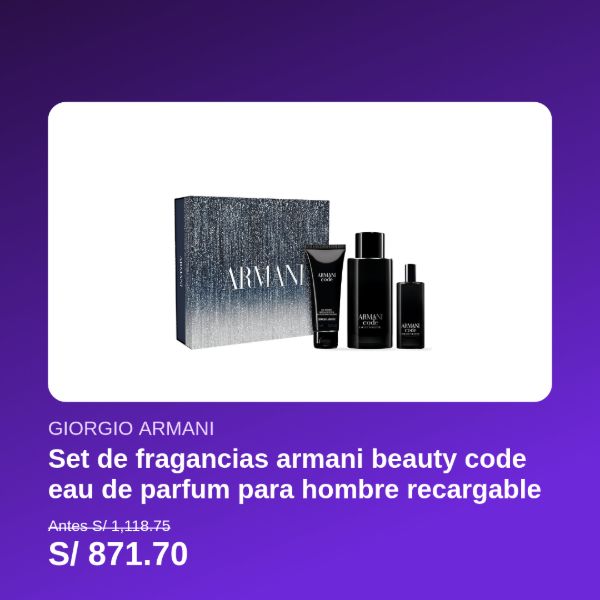 ARMANI
ARMANI
code
ARMANI
code
ARMANI
code
GIORGIO ARMANI
Set de fragancias armani beauty code
eau de parfum para hombre recargable
Antes S/ 1,118.75
S/ 871.70